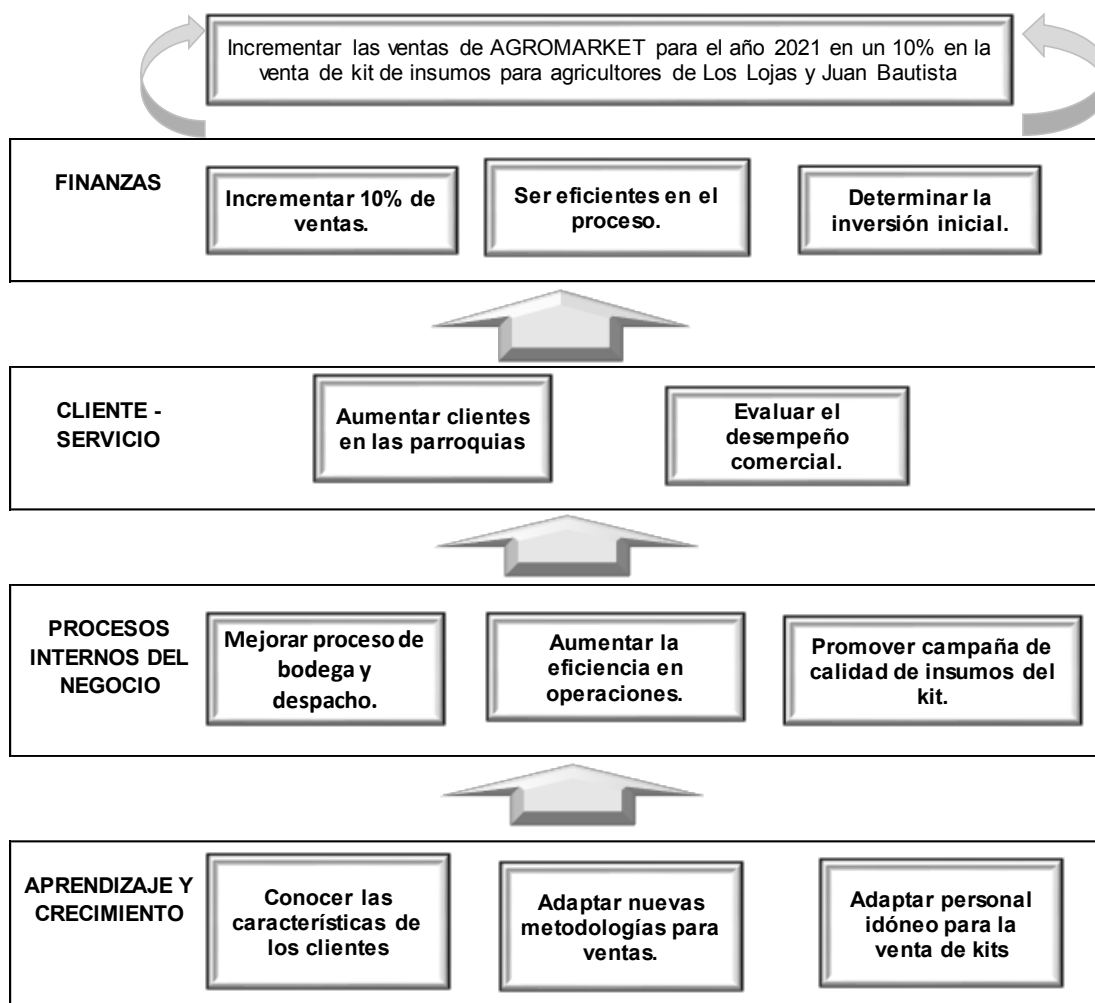 Incrementar las ventas de AGROMARKET para el año 2021 en un 10% en la
venta de kit de insumos para agricultores de Los Lojas y Juan Bautista
FINANZAS
Incrementar 10% de
ventas.
Ser eficientes en el
proceso.
Determinar la
inversión inicial.
CLIENTE -
SERVICIO
Aumentar clientes
en las parroquias
Evaluar el
desempeño
comercial.
PROCESOS
INTERNOS DEL
NEGOCIO
Mejorar proceso de
bodega y
despacho.
Aumentar la
eficiencia en
operaciones.
Promover campaña de
calidad de insumos del
kit.
APRENDIZAJE Y
CRECIMIENTO
Conocer las
características de
los clientes
Adaptar nuevas
metodologías para
ventas.
Adaptar personal
idóneo para la
venta de kits